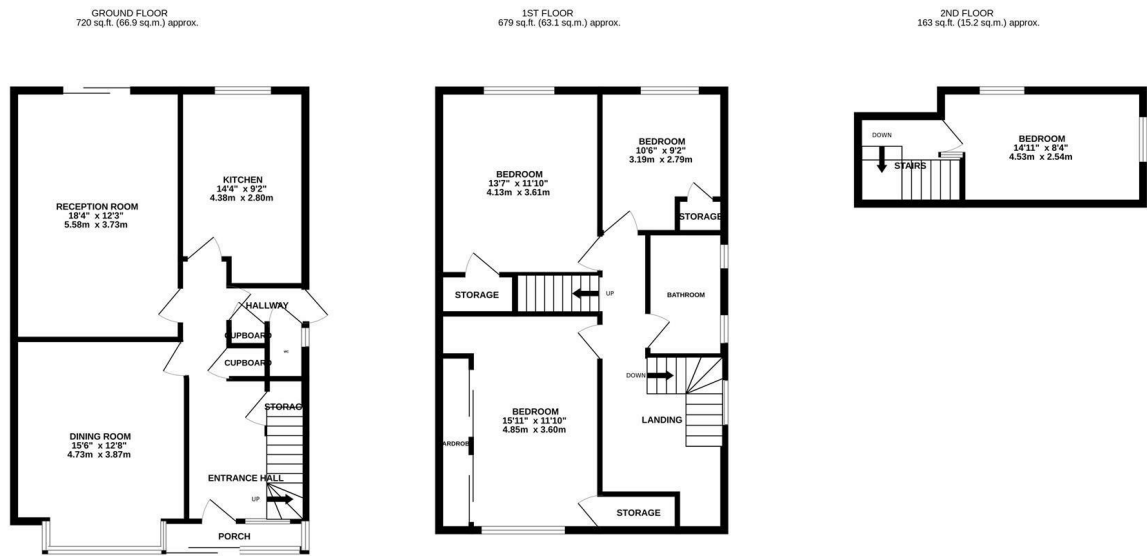 GROUND FLOOR
720 sq.ft. (66.9 sq.m.) approx.
RECEPTION ROOM
18'4" x 12'3"
5.58m x 3.73m
KITCHEN
14'4" x 9'2"
4.38m x 2.80m
HALLWAY
CUPBOARD
WC
CUPBOARD
STORAG
DINING ROOM
15'6" x 12'8"
4.73m x 3.87m
ENTRANCE HALL
UP
PORCH
1ST FLOOR
679 sq.ft. (63.1 sq.m.) approx.
BEDROOM
13'7" x 11'10"
4.13m x 3.61m
BEDROOM
10'6" x 9'2"
3.19m x 2.79m
STORAGE
STORAGE
UP
BATHROOM
DOWN
BEDROOM
15'11" x 11'10"
4.85m x 3.60m
ARDROB
LANDING
STORAGE
2ND FLOOR
163 sq.ft. (15.2 sq.m.) approx.
DOWN
STAIRS
BEDROOM
14'11" x 8'4"
4.53m x 2.54m